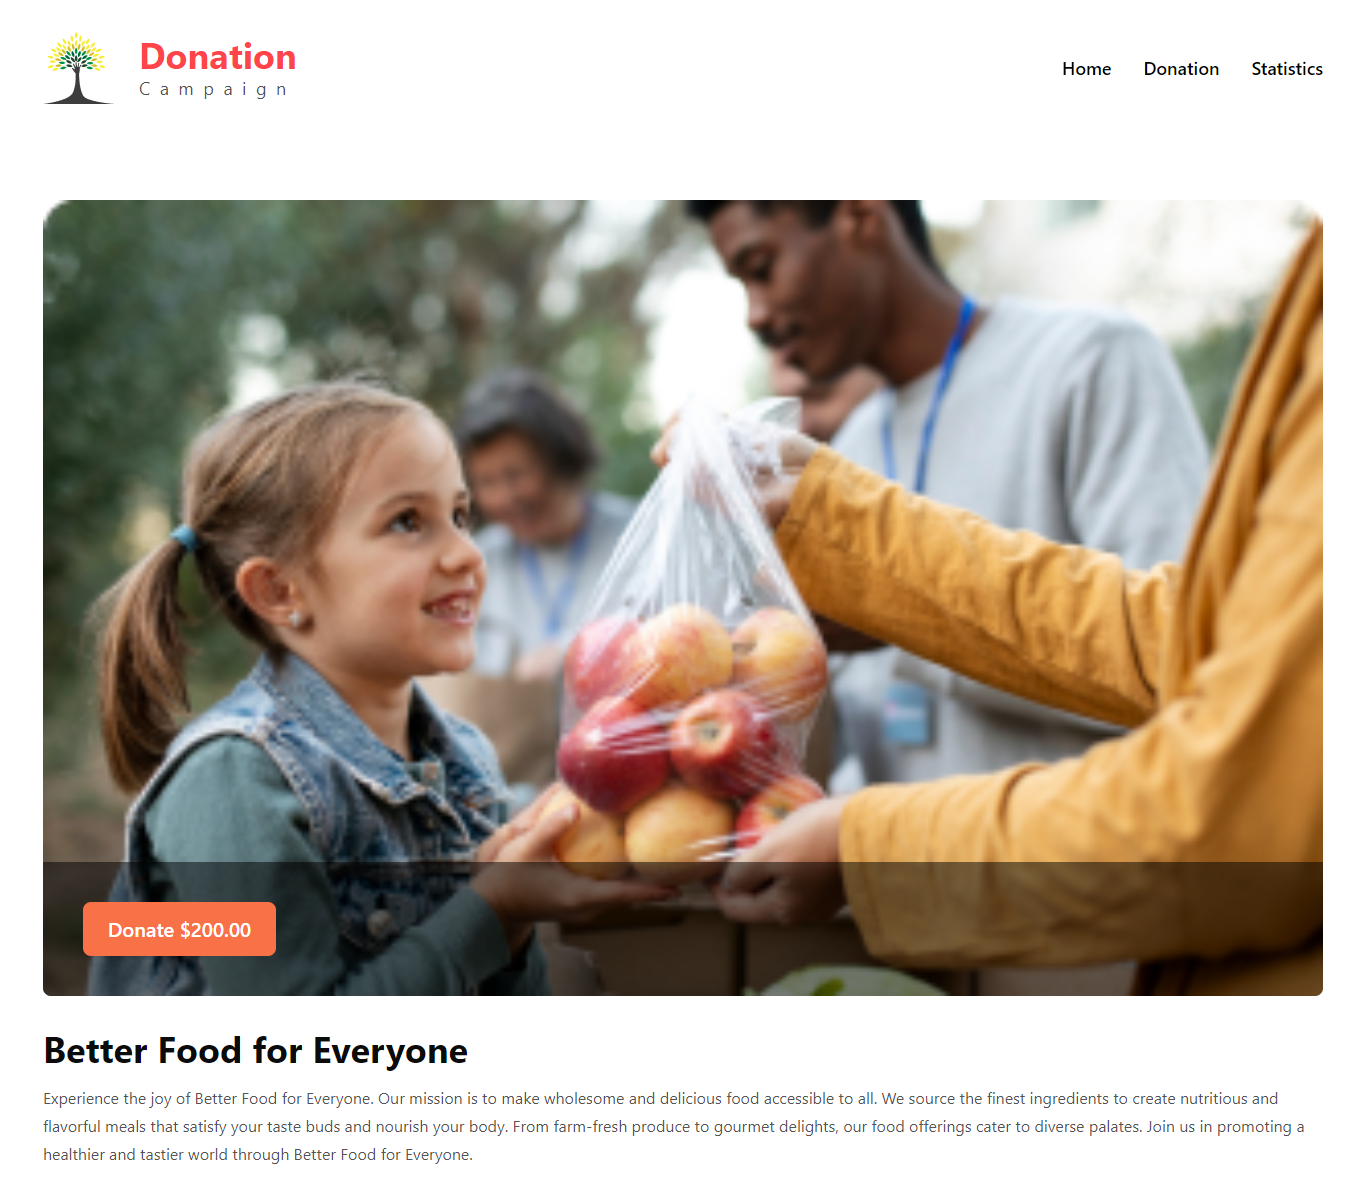 Donation
Campaign
Home Donation Statistics
Donate $200.00
Better Food for Everyone
Experience the joy of Better Food for Everyone. Our mission is to make wholesome and delicious food accessible to all. We source the finest ingredients to create nutritious and
flavorful meals that satisfy your taste buds and nourish your body. From farm-fresh produce to gourmet delights, our food offerings cater to diverse palates. Join us in promoting a
healthier and tastier world through Better Food for Everyone.